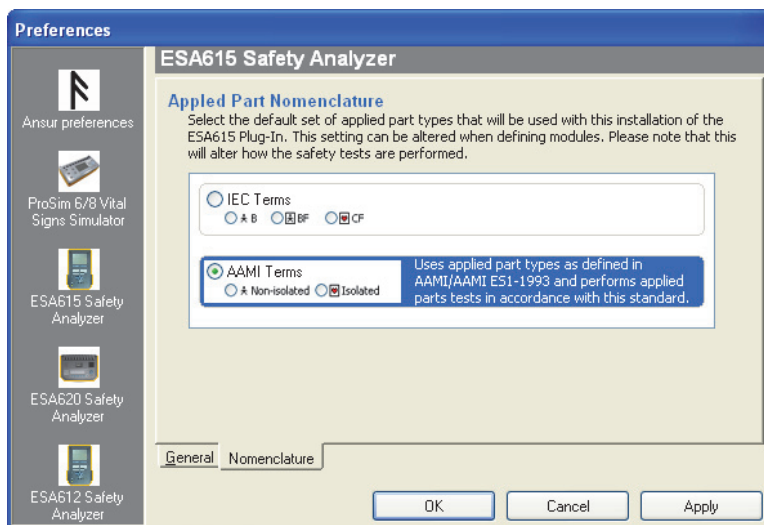 Preferences
Ansur preferences
ProSim 6/8 Vital
Signs Simulator
ESA615 Safety
Analyzer
ESA620 Safety
Analyzer
ESA612 Safety
Analyzer
ESA615 Safety Analyzer
Appled Part Nomenclature
Select the default set of applied part types that will be used with this installation of the
ESA615 Plug-In. This setting can be altered when defining modules. Please note that this
will alter how the safety tests are performed.
IEC Terms
B BF CF
AAMI Terms
Non-isolated Isolated
Uses applied part types as defined in
AAMI/AAMI ES1-1993 and performs applied
parts tests in accordance with this standard.
General Nomenclature
OK Cancel Apply